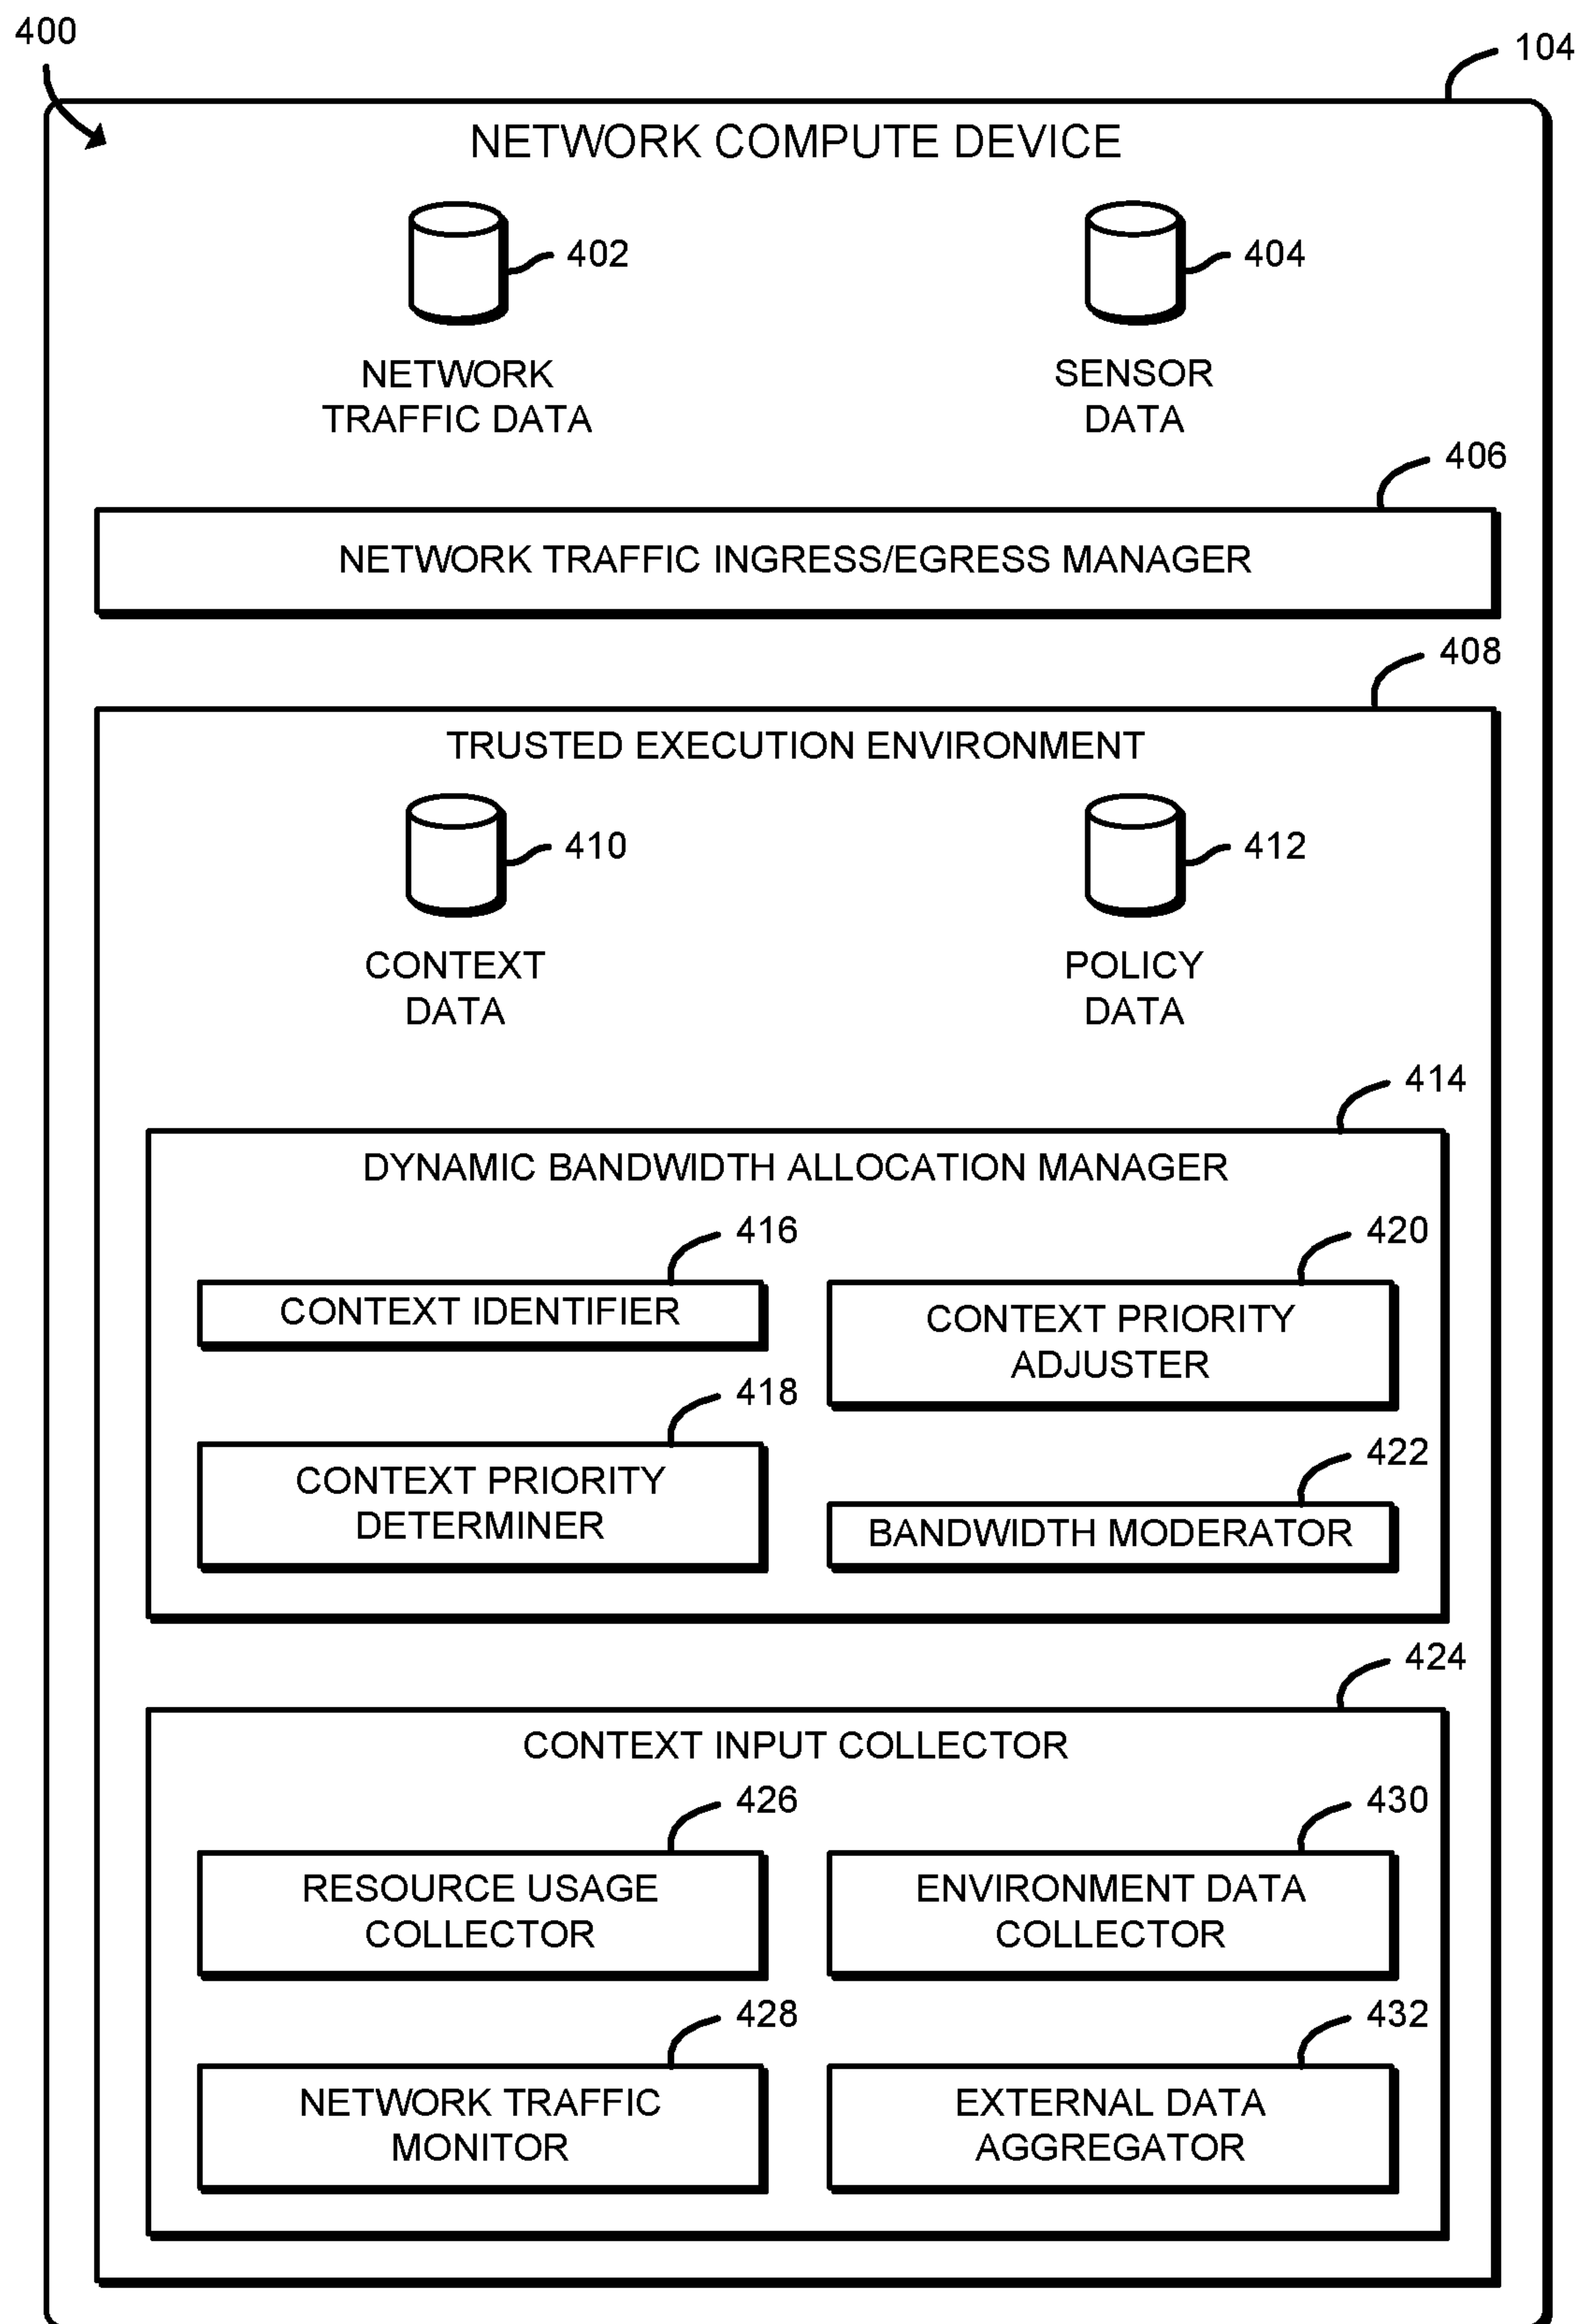 400
104
NETWORK COMPUTE DEVICE
402
404
NETWORK
TRAFFIC DATA
SENSOR
DATA
406
NETWORK TRAFFIC INGRESS/EGRESS MANAGER
408
TRUSTED EXECUTION ENVIRONMENT
410
412
CONTEXT
DATA
POLICY
DATA
414
DYNAMIC BANDWIDTH ALLOCATION MANAGER
416
CONTEXT IDENTIFIER
418
CONTEXT PRIORITY
DETERMINER
420
CONTEXT PRIORITY
ADJUSTER
422
BANDWIDTH MODERATOR
424
CONTEXT INPUT COLLECTOR
426
RESOURCE USAGE
COLLECTOR
428
NETWORK TRAFFIC
MONITOR
430
ENVIRONMENT DATA
COLLECTOR
432
EXTERNAL DATA
AGGREGATOR